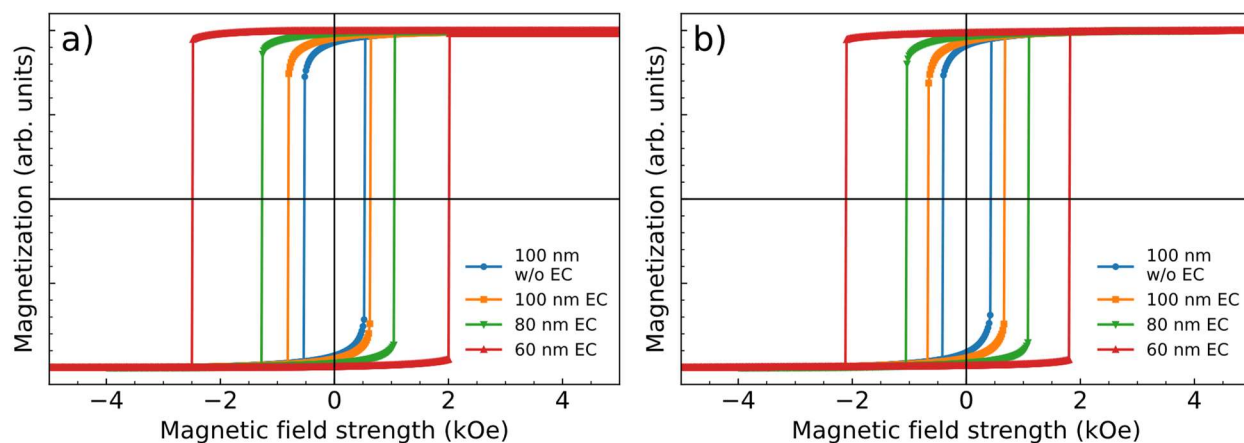 a)
Magnetization (arb. units)
100 nm
w/o EC
100 nm EC
80 nm EC
60 nm EC
−4 −2 0 2 4
Magnetic field strength (kOe)
b)
Magnetization (arb. units)
100 nm
w/o EC
100 nm EC
80 nm EC
60 nm EC
−4 −2 0 2 4
Magnetic field strength (kOe)